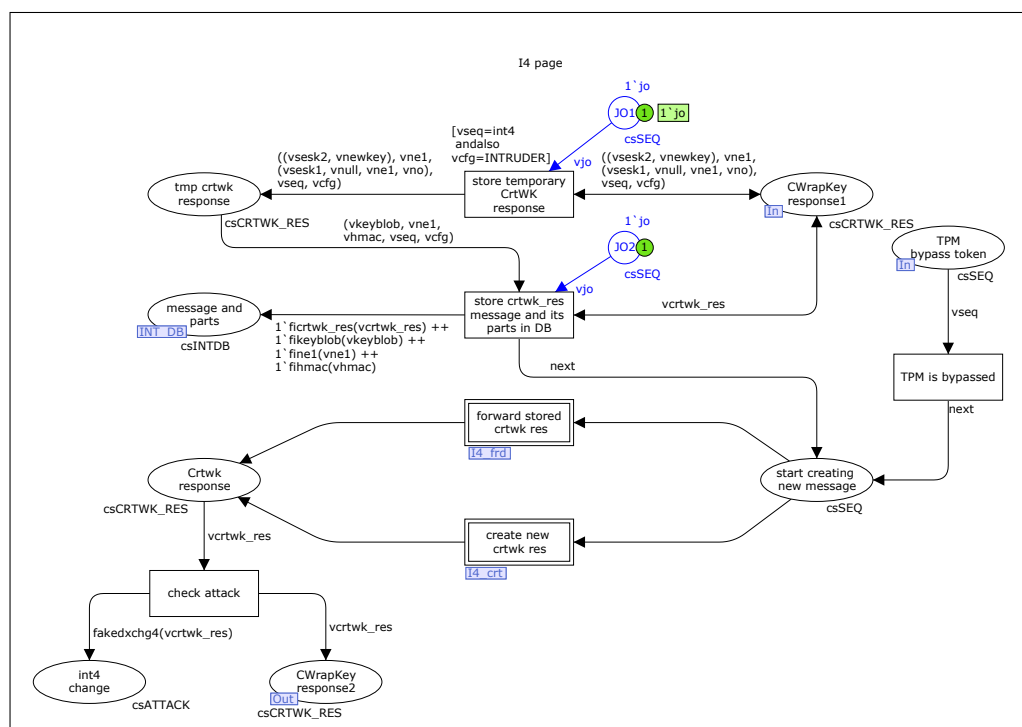 I4 page
1`jo
JO1
1
1`jo
csSEQ
[vseq=int4
andalso
vcfg=INTRUDER]
vjo
((vsesk2, vnewkey), vne1,
(vsesk1, vnull, vne1, vno),
vseq, vcfg)
((vsesk2, vnewkey), vne1,
(vsesk1, vnull, vne1, vno),
vseq, vcfg)
tmp crtwk
response
csCRTWK_RES
store temporary
CrtWK
response
CWrapKey
response1
In
csCRTWK_RES
(vkeyblob, vne1,
vhmac, vseq, vcfg)
1`jo
JO2
1
csSEQ
vjo
TPM
bypass token
In
csSEQ
message and
parts
INT_DB
csINTDB
store crtwk_res
message and its
parts in DB
vcrtwk_res
vseq
1`ficrtwk_res(vcrtwk_res) ++
1`fikeyblob(vkeyblob) ++
1`fine1(vne1) ++
1`fihmac(vhmac)
next
TPM is bypassed
next
forward stored
crtwk res
I4_frd
Crtwk
response
csCRTWK_RES
start creating
new message
csSEQ
create new
crtwk res
I4_crt
vcrtwk_res
check attack
fakedxchg4(vcrtwk_res)
vcrtwk_res
int4
change
csATTACK
CWrapKey
response2
Out
csCRTWK_RES